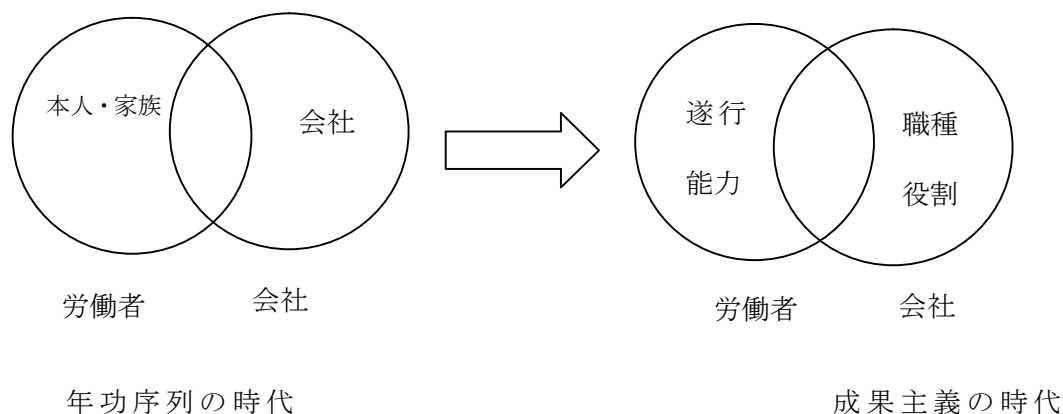 本人・家族
会社
労働者
会社
年功序列の時代
遂行
能力
職種
役割
労働者
会社
成果主義の時代